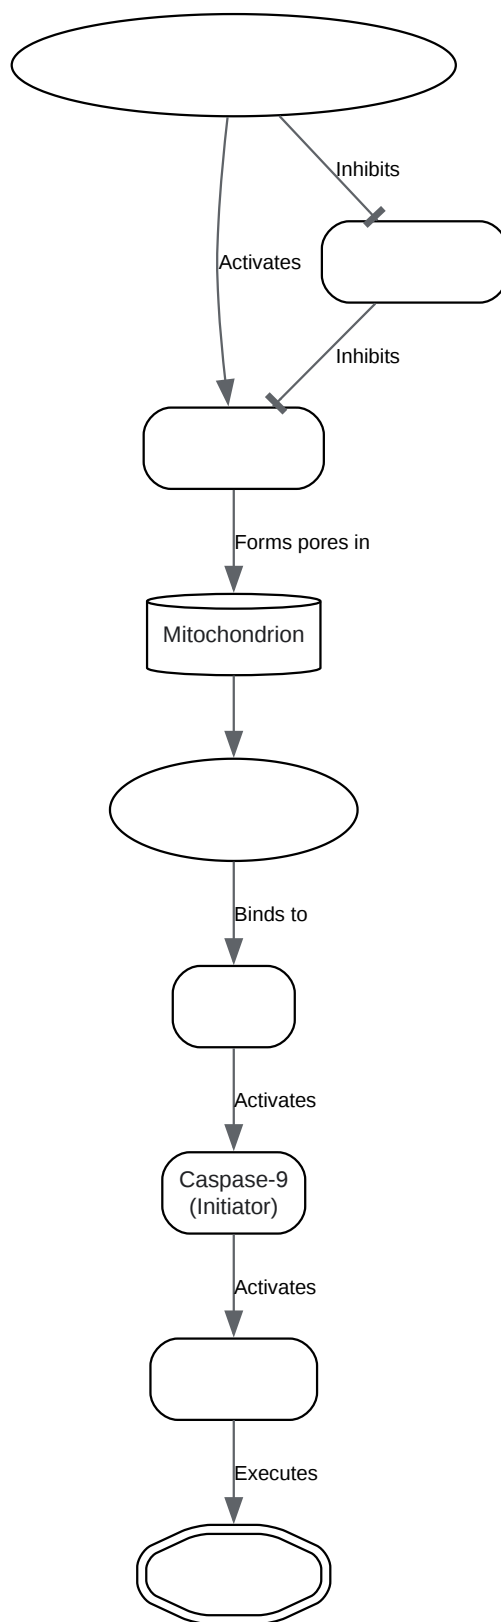 Inhibits
Activates
Inhibits
Forms pores in
Mitochondrion
Binds to
Activates
Caspase-9
(Initiator)
Activates
Executes